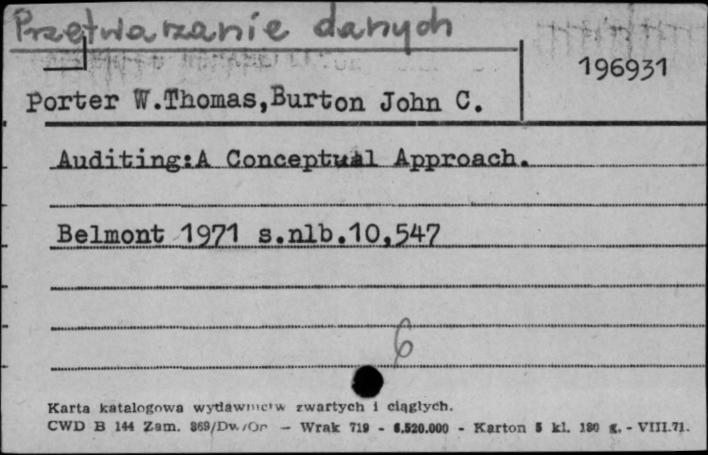 Przetwarzanie danych
196931
Porter W.Thomas,Burton John C.
Auditing:A Conceptual Approach.
Belmont 1971 s.nlb.10,547
6
Karta katalogowa wydawnictw zwartych i ciągłych.
CWD B 144 Zam. 869/Dw./Or — Wrak 719 - 6.520.000 - Karton 5 kl. 180 g. - VIII.71.